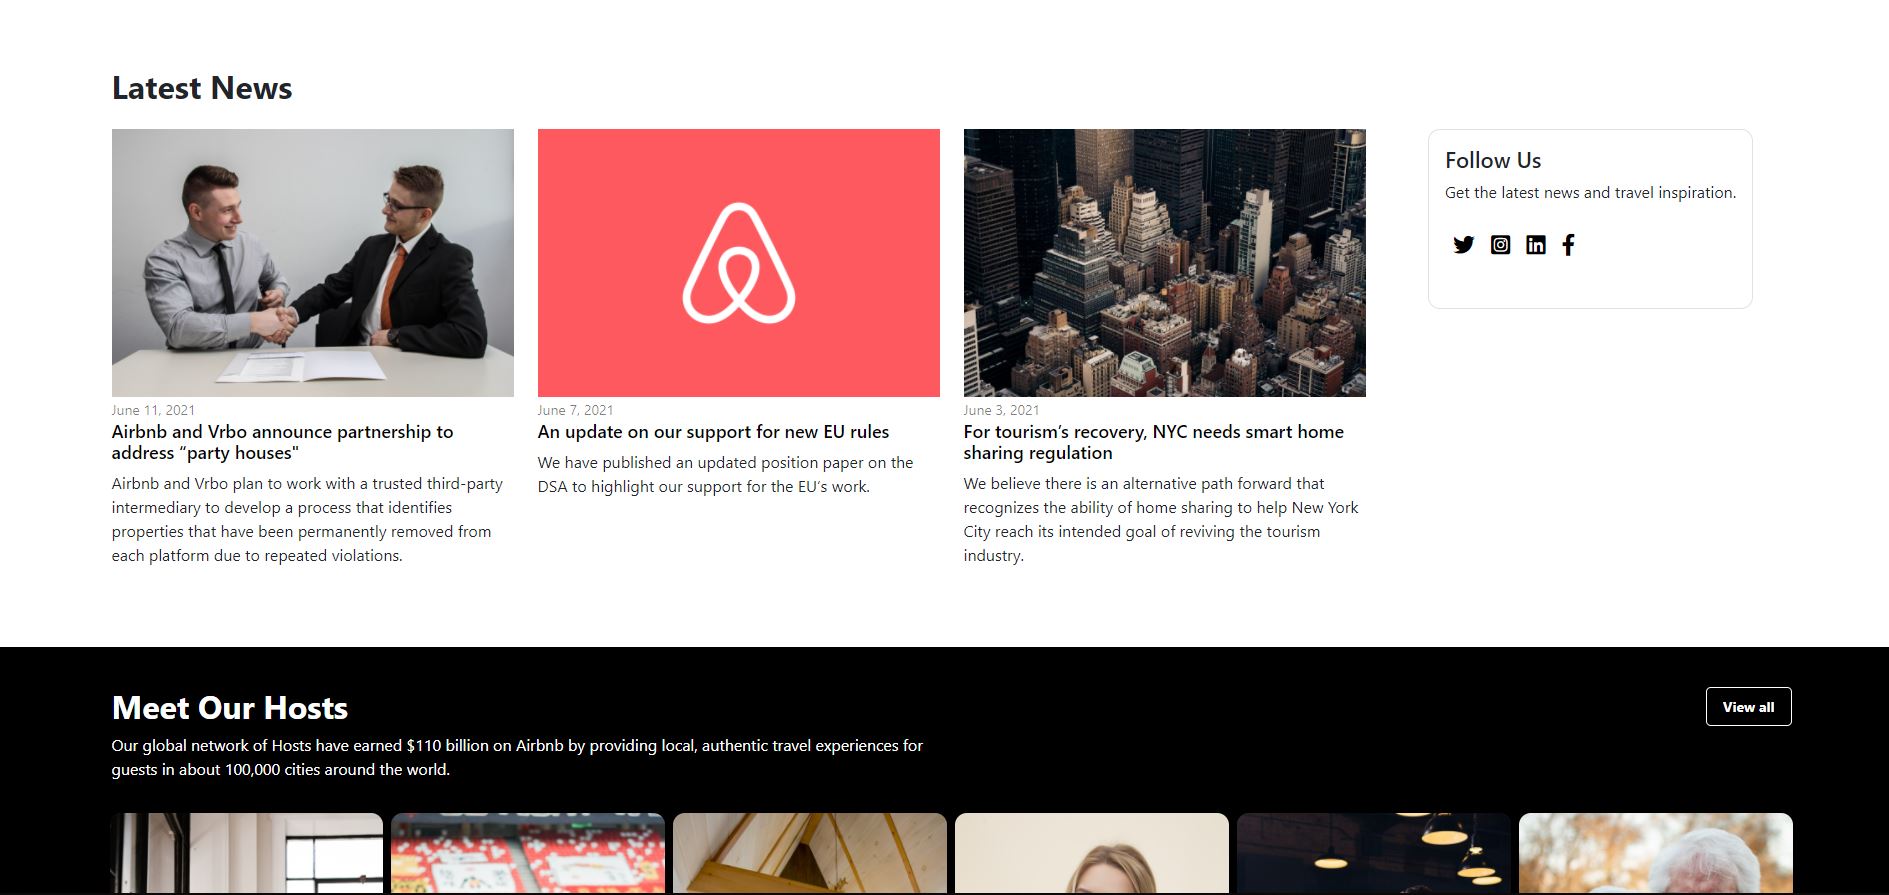 Latest News
June 11, 2021
Airbnb and Vrbo announce partnership to
address “party houses"
Airbnb and Vrbo plan to work with a trusted third-party
intermediary to develop a process that identifies
properties that have been permanently removed from
each platform due to repeated violations.
June 7, 2021
An update on our support for new EU rules
We have published an updated position paper on the
DSA to highlight our support for the EU’s work.
June 3, 2021
For tourism’s recovery, NYC needs smart home
sharing regulation
We believe there is an alternative path forward that
recognizes the ability of home sharing to help New York
City reach its intended goal of reviving the tourism
industry.
Follow Us
Get the latest news and travel inspiration.
Meet Our Hosts
View all
Our global network of Hosts have earned $110 billion on Airbnb by providing local, authentic travel experiences for
guests in about 100,000 cities around the world.